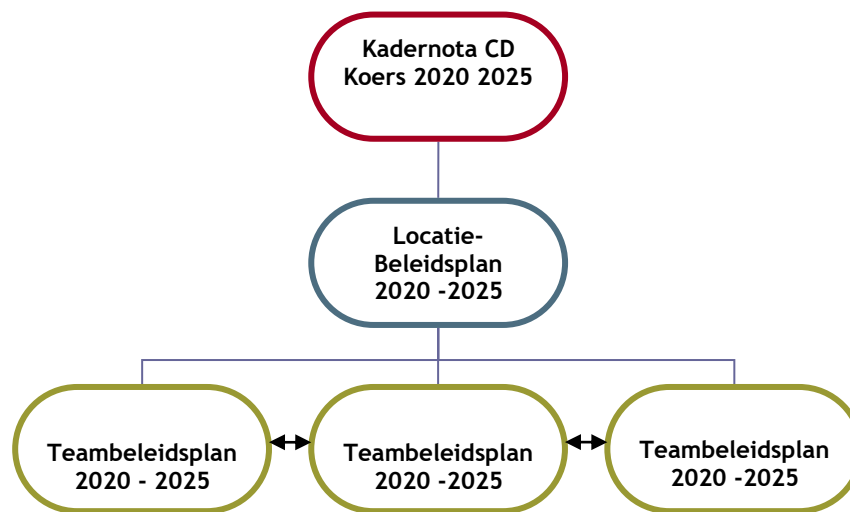 Kadernota CD
Koers 2020 2025
Locatie-
Beleidsplan
2020 -2025
Teambeleidsplan
2020 - 2025
Teambeleidsplan
2020 -2025
Teambeleidsplan
2020 -2025